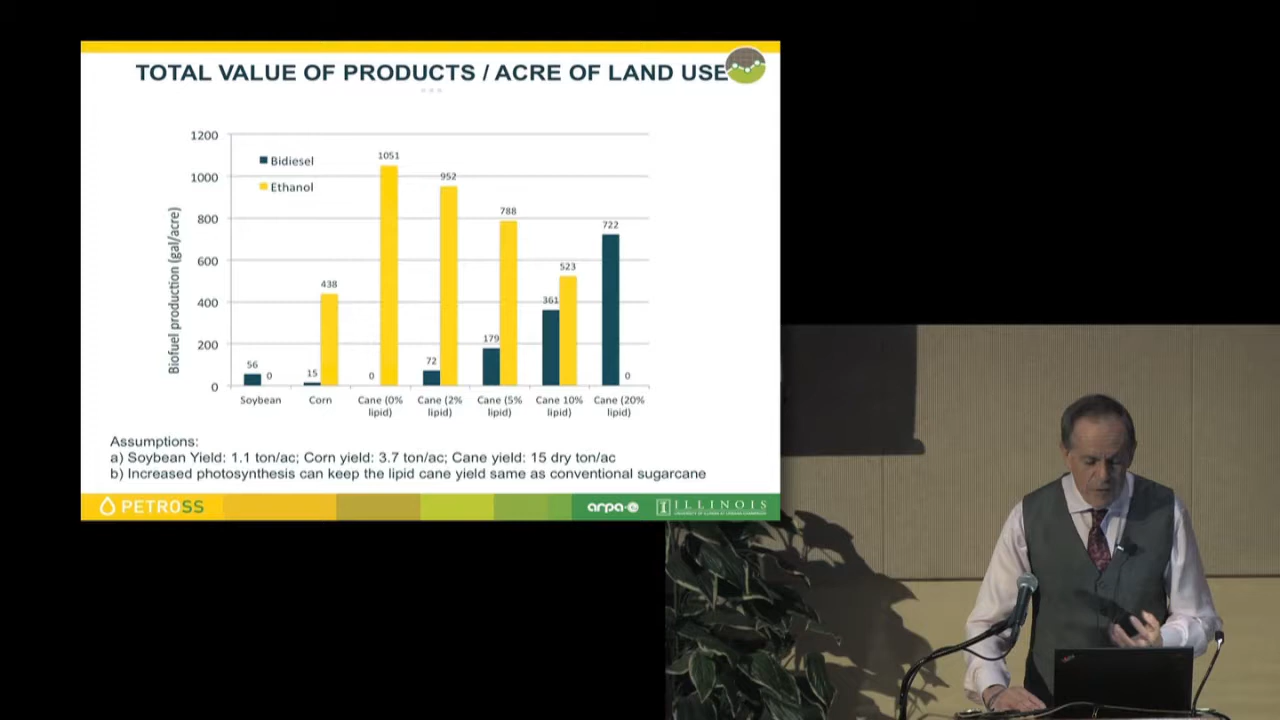 TOTAL VALUE OF PRODUCTS / ACRE OF LAND USE
Biofuel production (gal/acre)
1200
1000
800
600
400
200
0
Bidiesel
Ethanol
56
0
15
438
0
1051
72
952
179
788
361
523
722
0
Soybean
Corn
Cane (0% lipid)
Cane (2% lipid)
Cane (5% lipid)
Cane 10% lipid)
Cane (20% lipid)
Assumptions:
a) Soybean Yield: 1.1 ton/ac; Corn yield: 3.7 ton/ac; Cane yield: 15 dry ton/ac
b) Increased photosynthesis can keep the lipid cane yield same as conventional sugarcane
PETROSS
arpa-e
ILLINOIS